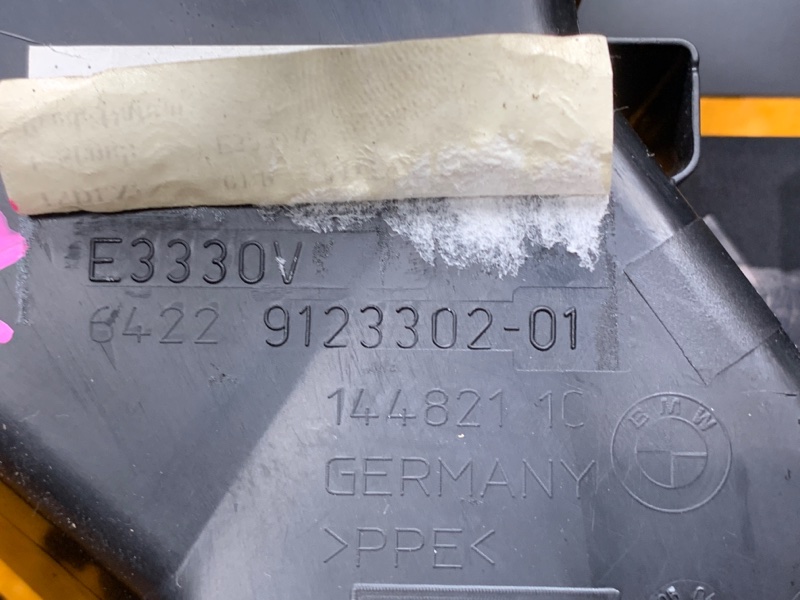 E3330V
6422 9123302-01
144821 1C
GERMANY
BMW
>PPE<